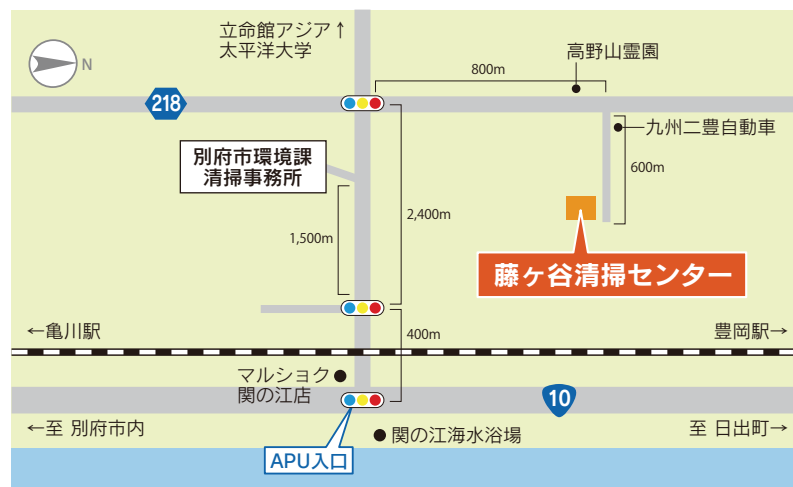 立命館アジア↑
太平洋大学
N
高野山霊園
800m
218
九州二豊自動車
別府市環境課
清掃事務所
600m
2,400m
1,500m
藤ヶ谷清掃センター
←亀川駅
400m
豊岡駅→
マルショク
関の江店
10
←至 別府市内
関の江海水浴場
至 日出町→
APU入口